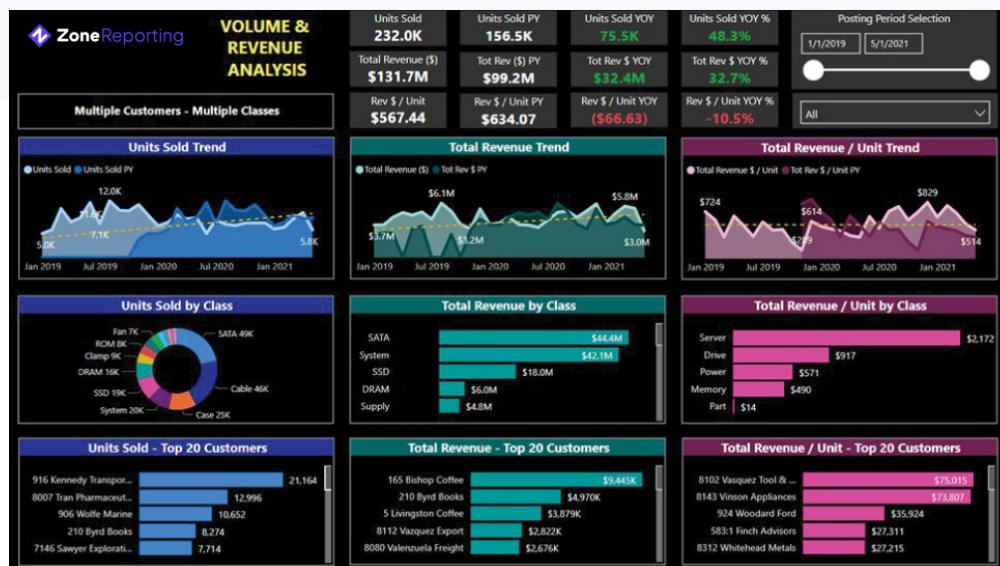 ZoneReporting
VOLUME &
REVENUE
ANALYSIS
Multiple Customers - Multiple Classes
Units Sold
232.0K
Units Sold PY
156.5K
Units Sold YOY
75.5K
Units Sold YOY %
48.3%
Total Revenue ($)
$131.7M
Tot Rev ($) PY
$99.2M
Tot Rev $ YOY
$32.4M
Tot Rev $ YOY %
32.7%
Rev $ / Unit
$567.44
Rev $ / Unit PY
$634.07
Rev $ / Unit YOY
($66.63)
Rev $ / Unit YOY %
-10.5%
Posting Period Selection
1/1/2019 5/1/2021
All
Units Sold Trend
Units Sold Units Sold PY
12.0K
11.6K
7.1K
5.0K
5.8K
Jan 2019 Jul 2019 Jan 2020 Jul 2020 Jan 2021
Total Revenue Trend
Total Revenue ($) Tot Rev $ PY
$6.1M
$5.8M
$3.7M
$3.2M
$3.0M
Jan 2019 Jul 2019 Jan 2020 Jul 2020 Jan 2021
Total Revenue / Unit Trend
Total Revenue $ / Unit Tot Rev $ / Unit PY
$724
$829
$614
$514
Jan 2019 Jul 2019 Jan 2020 Jul 2020 Jan 2021
Units Sold by Class
Fan 7K
ROM 8K
Clamp 9K
DRAM 16K
SSD 19K
System 20K
SATA 49K
Cable 46K
Case 25K
Total Revenue by Class
SATA $44.4M
System $42.1M
SSD $18.0M
DRAM $6.0M
Supply $4.8M
Total Revenue / Unit by Class
Server $2,172
Drive $917
Power $571
Memory $490
Part $14
Units Sold - Top 20 Customers
916 Kennedy Transpor... 21,164
8007 Tran Pharmaceut... 12,996
906 Wolfe Marine 10,652
210 Byrd Books 8,274
7146 Sawyer Explorati... 7,714
Total Revenue - Top 20 Customers
165 Bishop Coffee $9,445K
210 Byrd Books $4,970K
5 Livingston Coffee $3,879K
8112 Vazquez Export $2,822K
8080 Valenzuela Freight $2,676K
Total Revenue / Unit - Top 20 Customers
8102 Vasquez Tool & ... $75,015
8143 Vinson Appliances $73,807
924 Woodard Ford $35,924
583:1 Finch Advisors $27,311
8312 Whitehead Metals $27,215